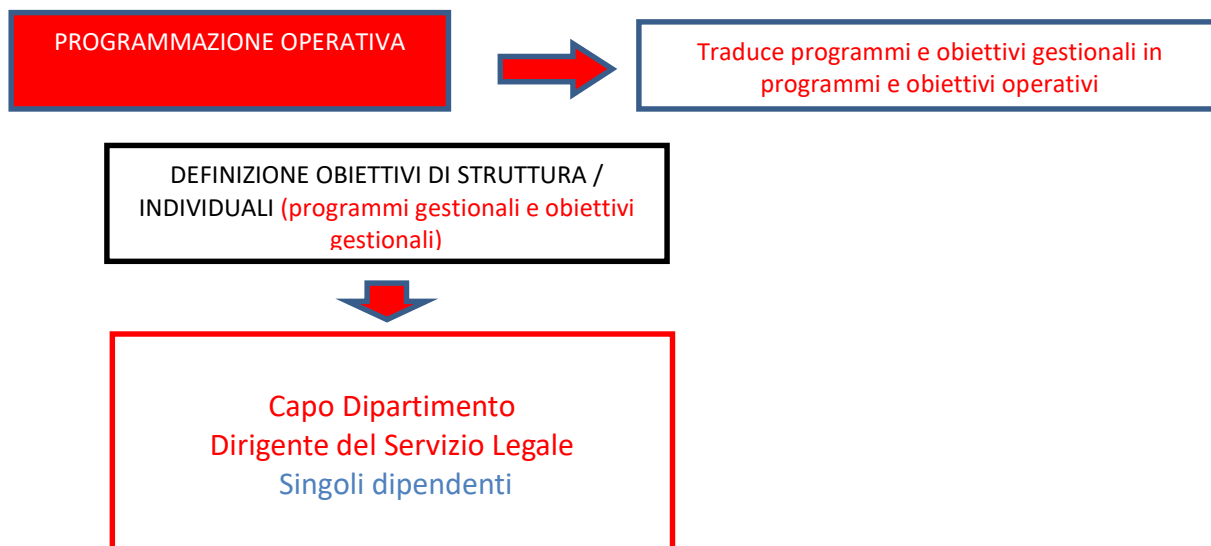 PROGRAMMAZIONE OPERATIVA
Traduce programmi e obiettivi gestionali in
programmi e obiettivi operativi
DEFINIZIONE OBIETTIVI DI STRUTTURA /
INDIVIDUALI (programmi gestionali e obiettivi
gestionali)
Capo Dipartimento
Dirigente del Servizio Legale
Singoli dipendenti